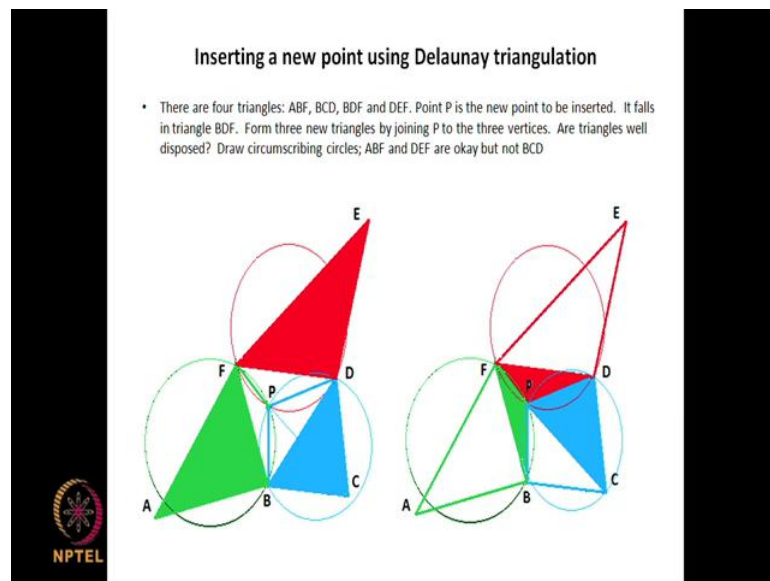 Inserting a new point using Delaunay triangulation
• There are four triangles: ABF, BCD, BDF and DEF. Point P is the new point to be inserted. It falls
in triangle BDF. Form three new triangles by joining P to the three vertices. Are triangles well
disposed? Draw circumscribing circles; ABF and DEF are okay but not BCD
E
E
F
D
P
F
D
P
A
B
C
A
B
C
NPTEL